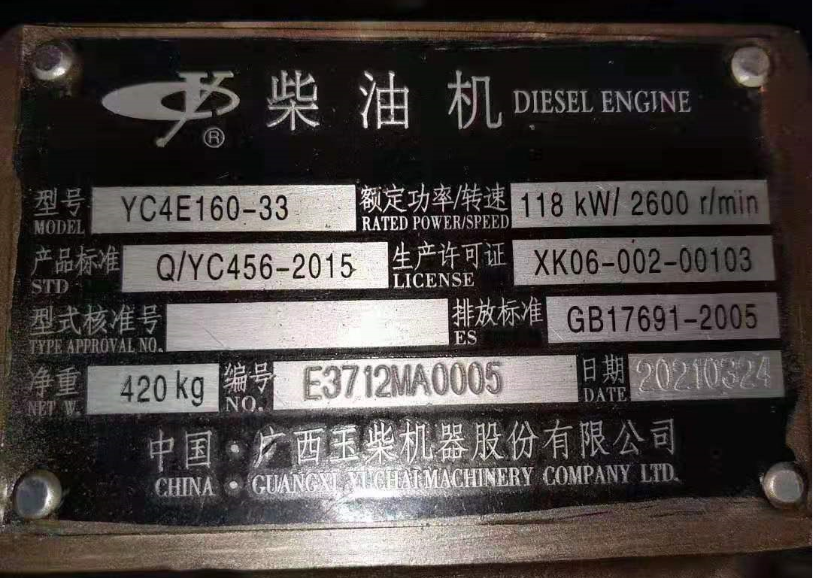 柴油机 DIESEL ENGINE
型号 YC4E160-33 额定功率/转速 118 kW/ 2600 r/min
MODEL RATED POWER/SPEED
产品标准 Q/YC456-2015 生产许可证 XK06-002-00103
STD LICENSE
型式核准号 排放标准 GB17691-2005
TYPE APPROVAL NO. ES
净重 420 kg 编号 E3712MA0005 日期 20210324
NET W. NO. DATE
中国·广西玉柴机器股份有限公司
CHINA · GUANGXI YUCHAI MACHINERY COMPANY LTD.